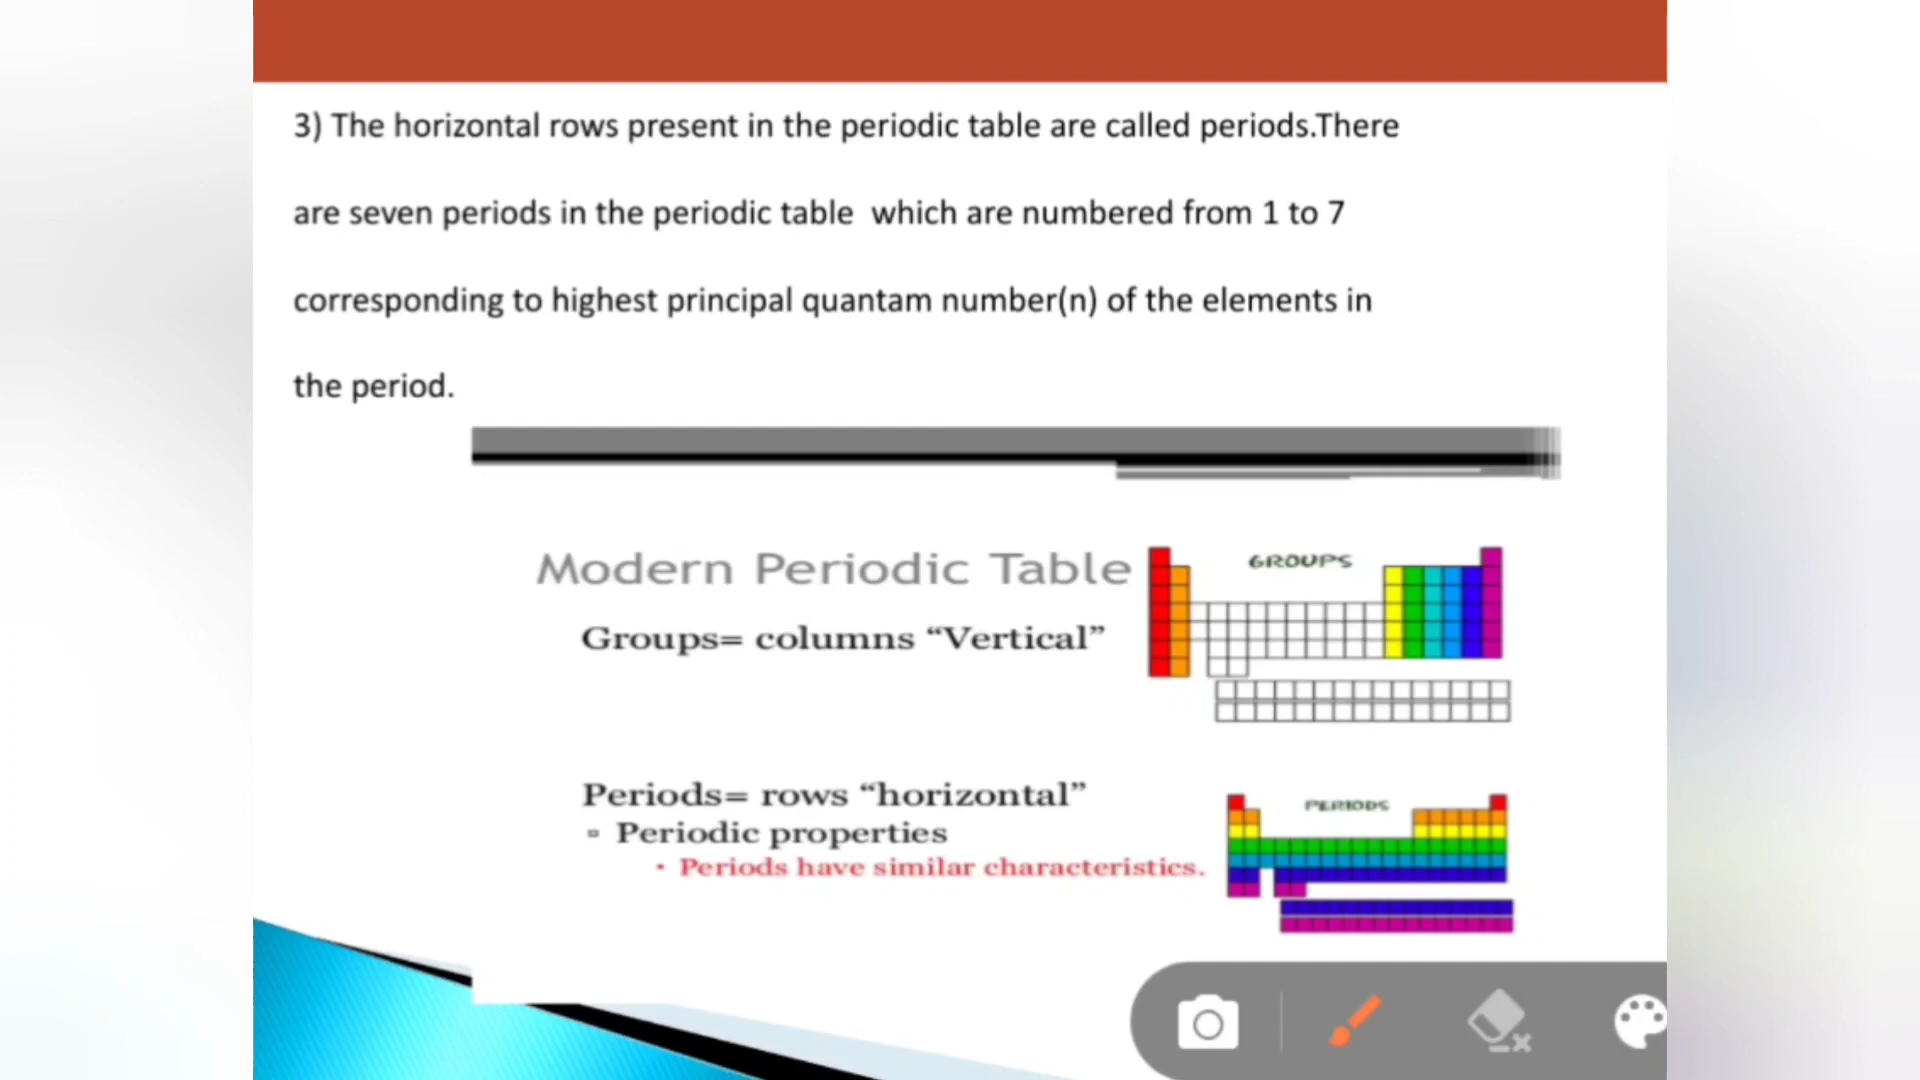 3) The horizontal rows present in the periodic table are called periods.There
are seven periods in the periodic table which are numbered from 1 to 7
corresponding to highest principal quantam number(n) of the elements in
the period.
Modern Periodic Table
GROUPS
Groups= columns “Vertical”
Periods= rows “horizontal”
PERIODS
▫ Periodic properties
• Periods have similar characteristics.